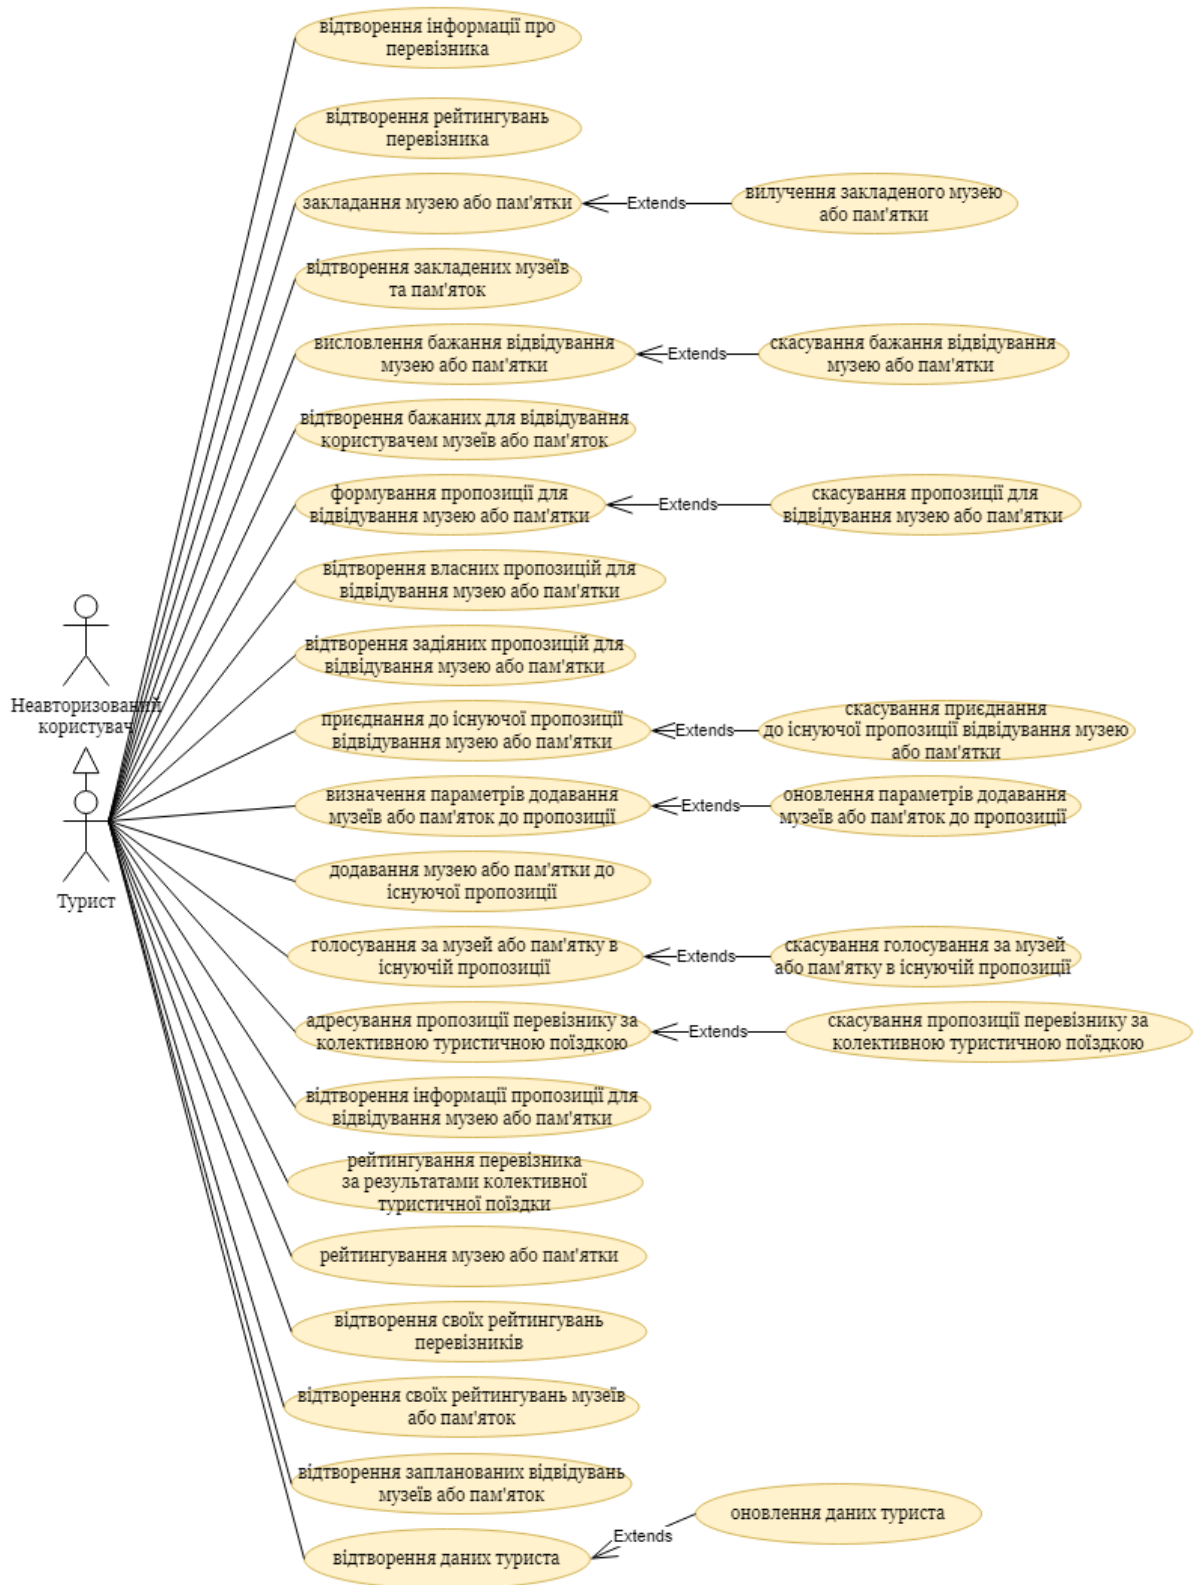 відтворення інформації про
перевізника
відтворення рейтингувань
перевізника
закладання музею або пам'ятки
Extends
вилучення закладеного музею
або пам'ятки
відтворення закладених музеїв
та пам'яток
висловлення бажання відвідування
музею або пам'ятки
Extends
скасування бажання відвідування
музею або пам'ятки
відтворення бажаних для відвідування
користувачем музеїв або пам'яток
формування пропозиції для
відвідування музею або пам'ятки
Extends
скасування пропозиції для
відвідування музею або пам'ятки
відтворення власних пропозицій для
відвідування музею або пам'ятки
відтворення задіяних пропозицій для
відвідування музею або пам'ятки
Неавторизований
користувач
приєднання до існуючої пропозиції
відвідування музею або пам'ятки
Extends
скасування приєднання
до існуючої пропозиції відвідування музею
або пам'ятки
визначення параметрів додавання
музеїв або пам'яток до пропозиції
Extends
оновлення параметрів додавання
музеїв або пам'яток до пропозиції
Турист
додавання музею або пам'ятки до
існуючої пропозиції
голосування за музей або пам'ятку в
існуючій пропозиції
Extends
скасування голосування за музей
або пам'ятку в існуючій пропозиції
адресування пропозиції перевізнику за
колективною туристичною поїздкою
Extends
скасування пропозиції перевізнику за
колективною туристичною поїздкою
відтворення інформації пропозиції для
відвідування музею або пам'ятки
рейтингування перевізника
за результатами колективної
туристичної поїздки
рейтингування музею або пам'ятки
відтворення своїх рейтингувань
перевізників
відтворення своїх рейтингувань музеїв
або пам'яток
відтворення запланованих відвідувань
музеїв або пам'яток
відтворення даних туриста
Extends
оновлення даних туриста